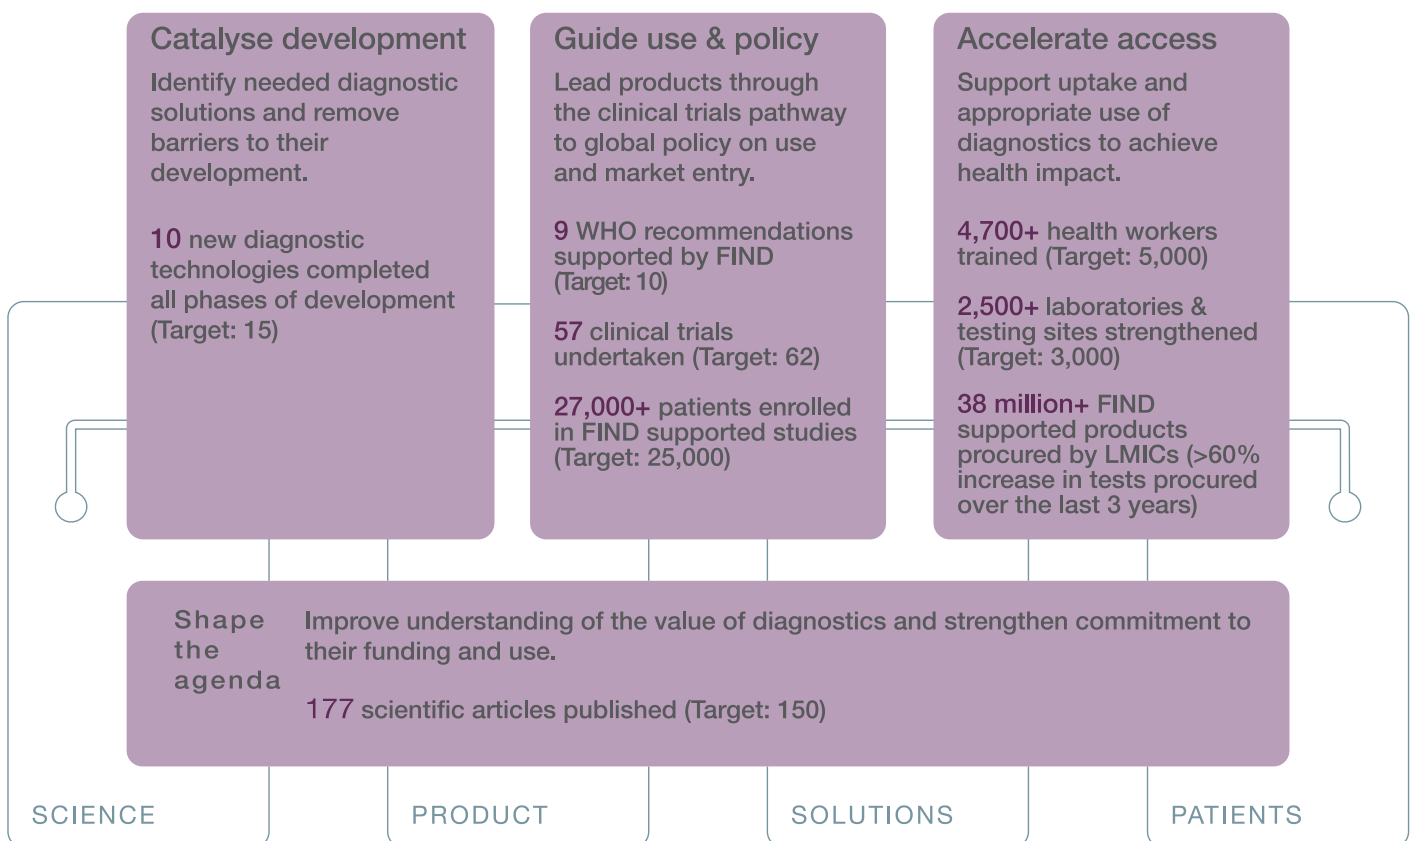 Catalyse development
Identify needed diagnostic
solutions and remove
barriers to their
development.
10 new diagnostic
technologies completed
all phases of development
(Target: 15)
Guide use & policy
Lead products through
the clinical trials pathway
to global policy on use
and market entry.
9 WHO recommendations
supported by FIND
(Target: 10)
57 clinical trials
undertaken (Target: 62)
27,000+ patients enrolled
in FIND supported studies
(Target: 25,000)
Accelerate access
Support uptake and
appropriate use of
diagnostics to achieve
health impact.
4,700+ health workers
trained (Target: 5,000)
2,500+ laboratories &
testing sites strengthened
(Target: 3,000)
38 million+ FIND
supported products
procured by LMICs (>60%
increase in tests procured
over the last 3 years)
Shape
the
agenda
Improve understanding of the value of diagnostics and strengthen commitment to
their funding and use.
177 scientific articles published (Target: 150)
SCIENCE
PRODUCT
SOLUTIONS
PATIENTS